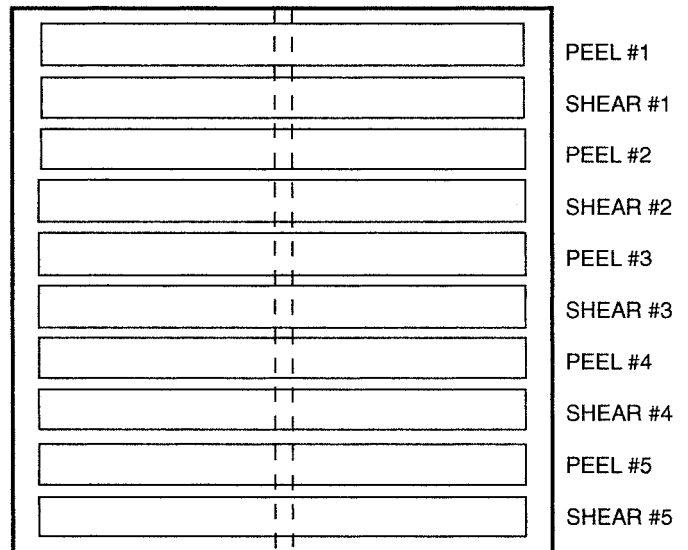 PEEL #1
SHEAR #1
PEEL #2
SHEAR #2
PEEL #3
SHEAR #3
PEEL #4
SHEAR #4
PEEL #5
SHEAR #5